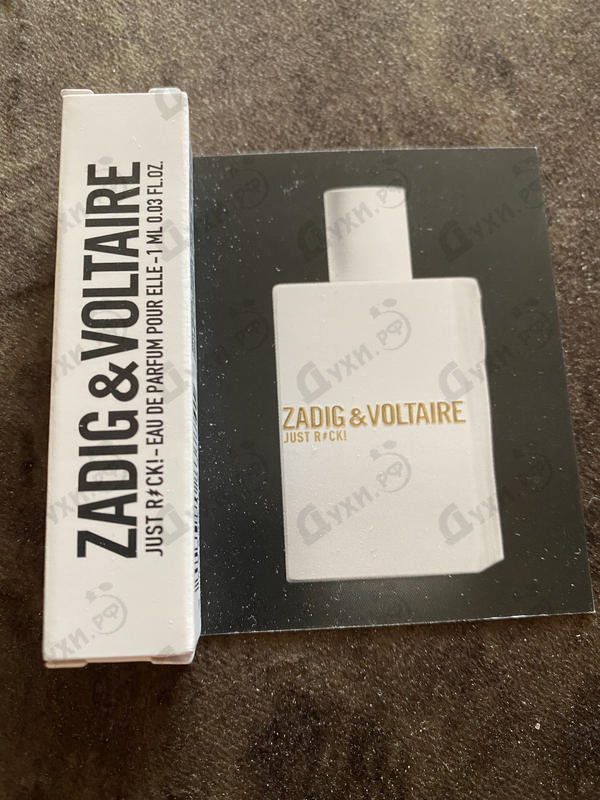 ZADIG & VOLTAIRE
JUST R⚡CK! – EAU DE PARFUM POUR ELLE – 1 ML 0.03 FL.OZ.
ZADIG & VOLTAIRE
JUST R⚡CK!
Духи.рф